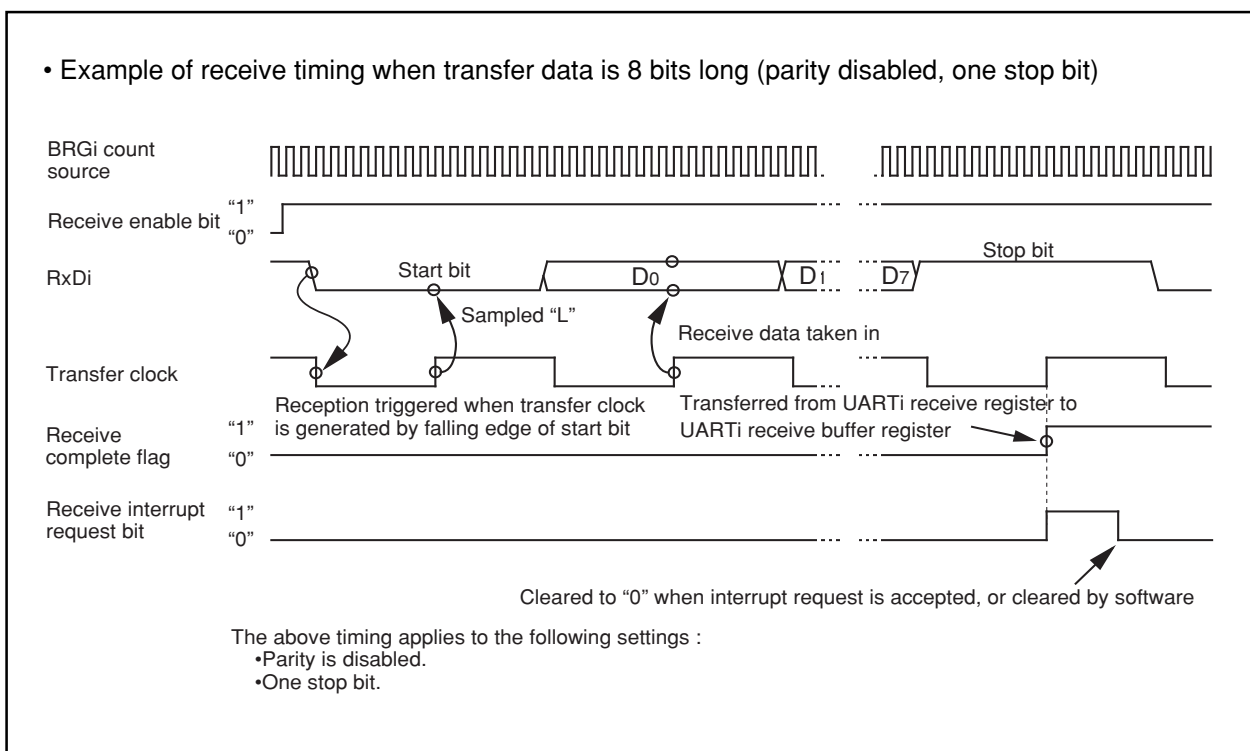 • Example of receive timing when transfer data is 8 bits long (parity disabled, one stop bit)
BRGi count
source
Receive enable bit
“1”
“0”
RxDi
Start bit
D0
D1
D7
Stop bit
Sampled “L”
Receive data taken in
Transfer clock
Reception triggered when transfer clock
is generated by falling edge of start bit
Transferred from UARTi receive register to
UARTi receive buffer register
Receive
complete flag
“1”
“0”
Receive interrupt
request bit
“1”
“0”
Cleared to “0” when interrupt request is accepted, or cleared by software
The above timing applies to the following settings :
•Parity is disabled.
•One stop bit.